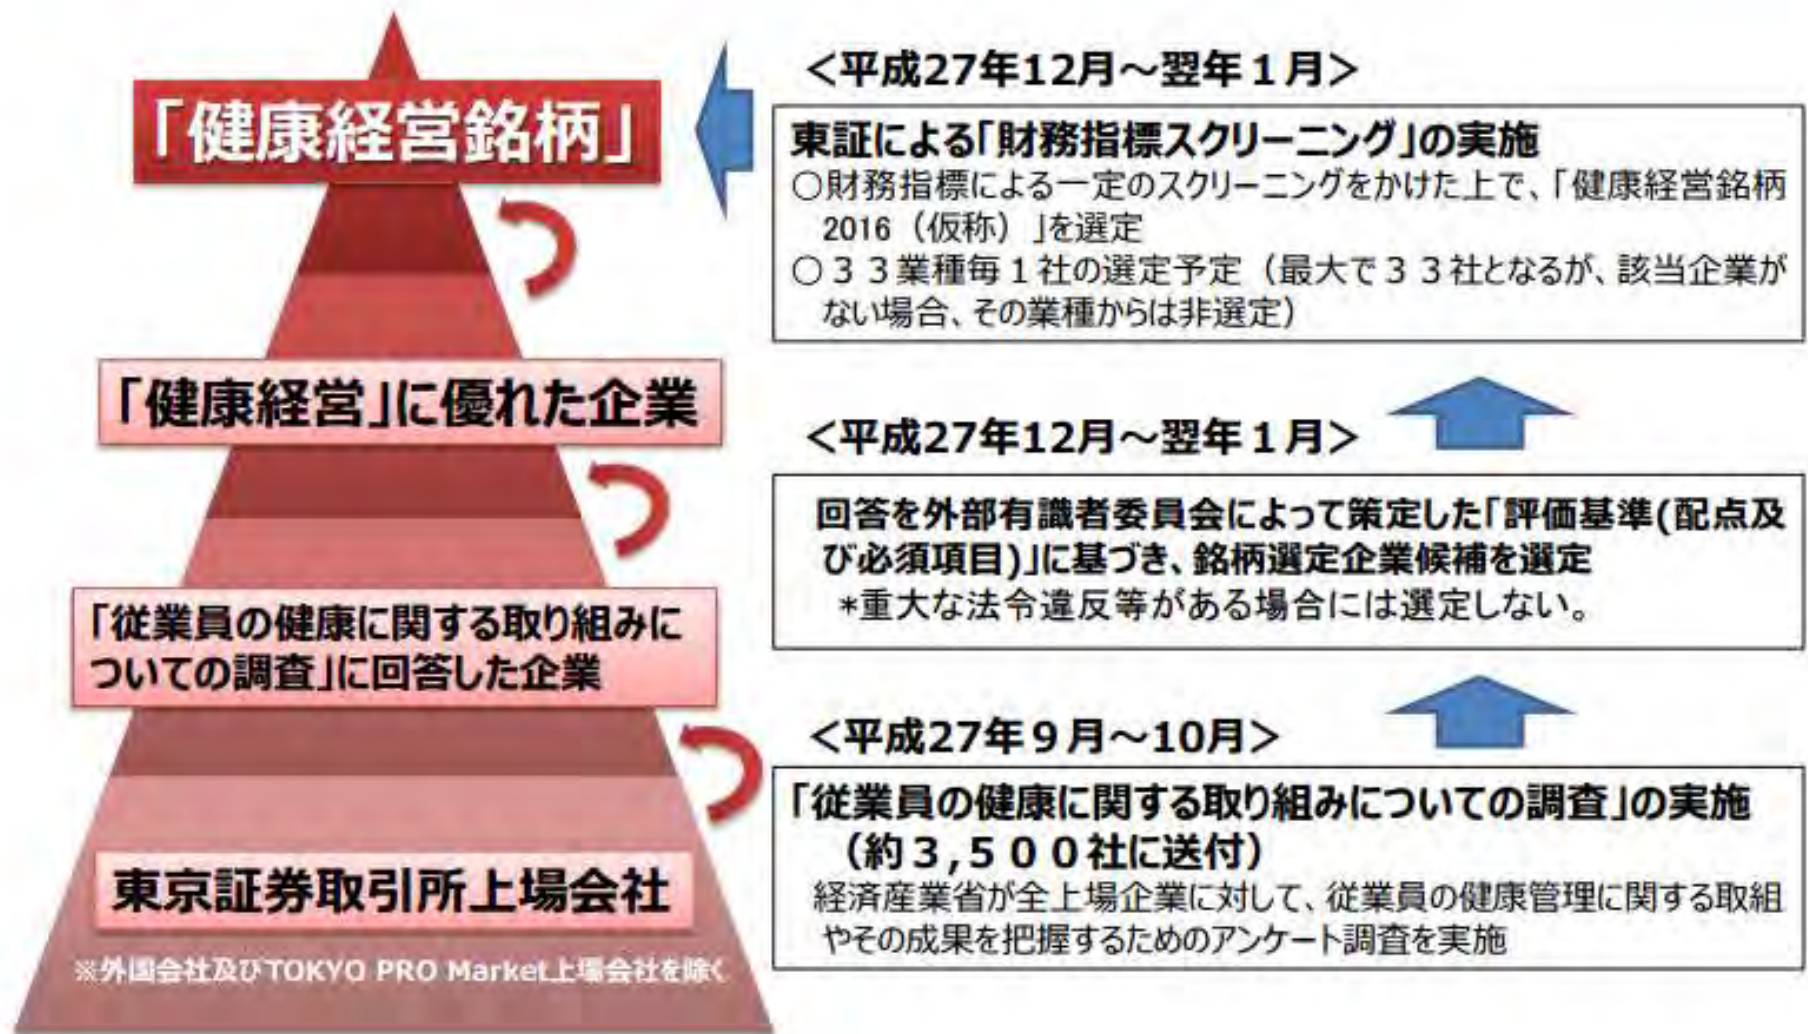 「健康経営銘柄」
「健康経営」に優れた企業
「従業員の健康に関する取り組みに
ついての調査」に回答した企業
東京証券取引所上場会社
※外国会社及びTOKYO PRO Market上場会社を除く
＜平成27年12月～翌年１月＞
東証による「財務指標スクリーニング」の実施
○財務指標による一定のスクリーニングをかけた上で、「健康経営銘柄
2016（仮称）」を選定
○３３業種毎１社の選定予定（最大で３３社となるが、該当企業が
ない場合、その業種からは非選定）
＜平成27年12月～翌年１月＞
回答を外部有識者委員会によって策定した「評価基準(配点及
び必須項目)」に基づき、銘柄選定企業候補を選定
*重大な法令違反等がある場合には選定しない。
＜平成27年９月～10月＞
「従業員の健康に関する取り組みについての調査」の実施
（約３,５００社に送付）
経済産業省が全上場企業に対して、従業員の健康管理に関する取組
やその成果を把握するためのアンケート調査を実施